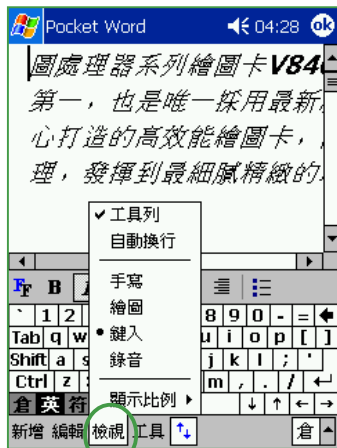 Pocket Word 04:28 ok
圖處理器系列繪圖卡V84
第一，也是唯一採用最新
心打造的高效能繪圖卡，
理，發揮到最細膩精緻的
工具列
自動換行
手寫
繪圖
鍵入
錄音
顯示比例
FF B I
` 1 2 8 9 0 - =
Tab q w u i o p [ ]
Shift a s j k l ; '
Ctrl z m , . /
倉 英 符 ↓ ↑ ← →
新增 編輯 檢視 工具 倉